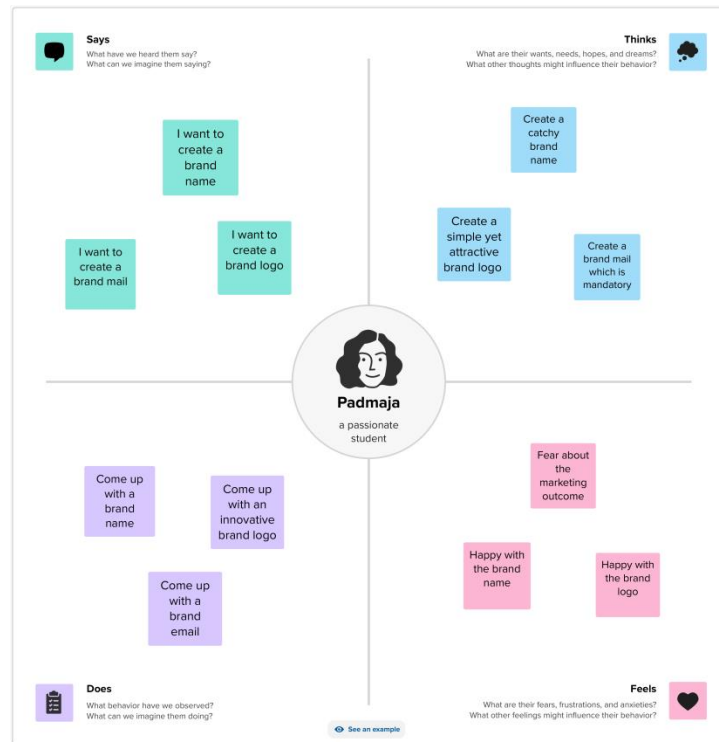 Says
What have we heard them say?
What can we imagine them saying?
Thinks
What are their wants, needs, hopes, and dreams?
What other thoughts might influence their behavior?
I want to
create a
brand
name
I want to
create a
brand mail
I want to
create a
brand logo
Create a
catchy
brand
name
Create a
simple yet
attractive
brand logo
Create a
brand mail
which is
mandatory
Padmaja
a passionate
student
Come up
with a
brand
name
Come up
with an
innovative
brand logo
Come up
with a
brand
email
Fear about
the
marketing
outcome
Happy with
the brand
name
Happy with
the brand
logo
Does
What behavior have we observed?
What can we imagine them doing?
See an example
Feels
What are their fears, frustrations, and anxieties?
What other feelings might influence their behavior?